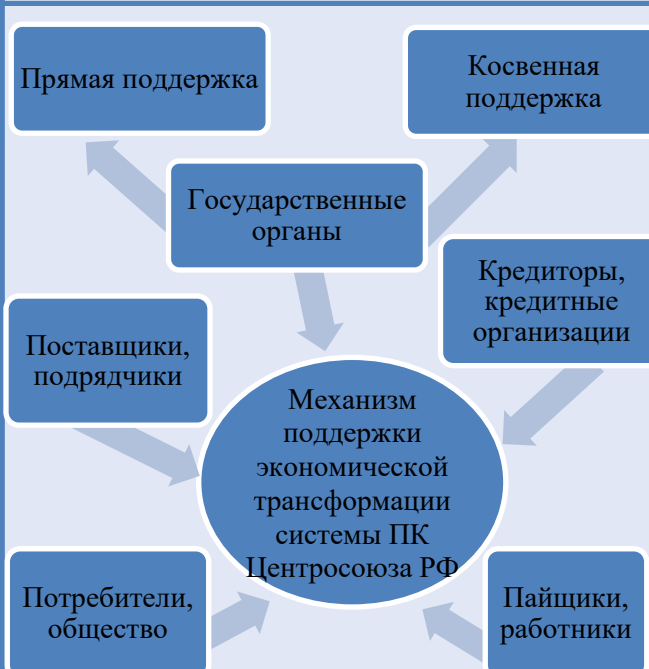 Прямая поддержка
Косвенная
поддержка
Государственные
органы
Кредиторы,
кредитные
организации
Поставщики,
подрядчики
Механизм
поддержки
экономической
трансформации
системы ПК
Центросоюза РФ
Потребители,
общество
Пайщики,
работники